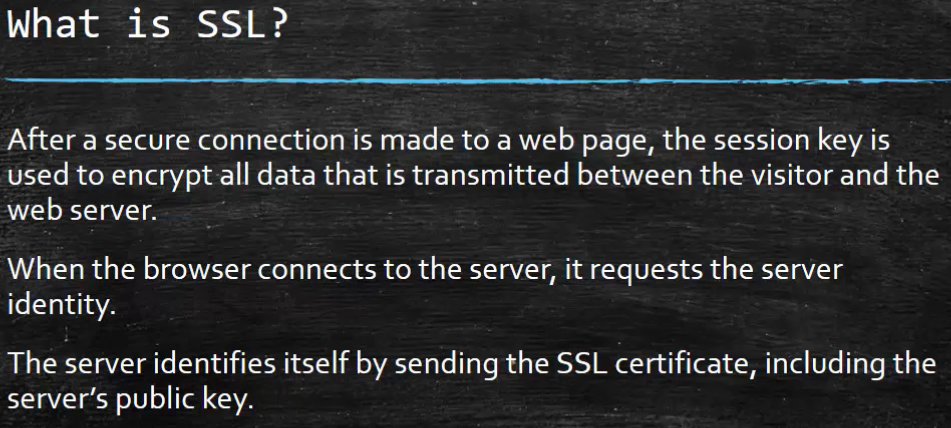 What is SSL?
After a secure connection is made to a web page, the session key is
used to encrypt all data that is transmitted between the visitor and the
web server.
When the browser connects to the server, it requests the server
identity.
The server identifies itself by sending the SSL certificate, including the
server’s public key.